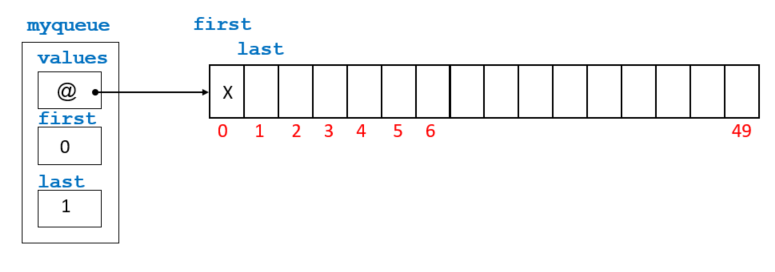 myqueue
values
@
first
0
last
1
first
last
X
0 1 2 3 4 5 6 49